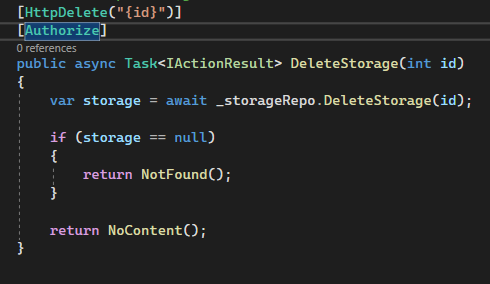 [HttpDelete("{id}")]
[Authorize]
0 references
public async Task<IActionResult> DeleteStorage(int id)
{
    var storage = await _storageRepo.DeleteStorage(id);
    if (storage == null)
    {
        return NotFound();
    }
    return NoContent();
}